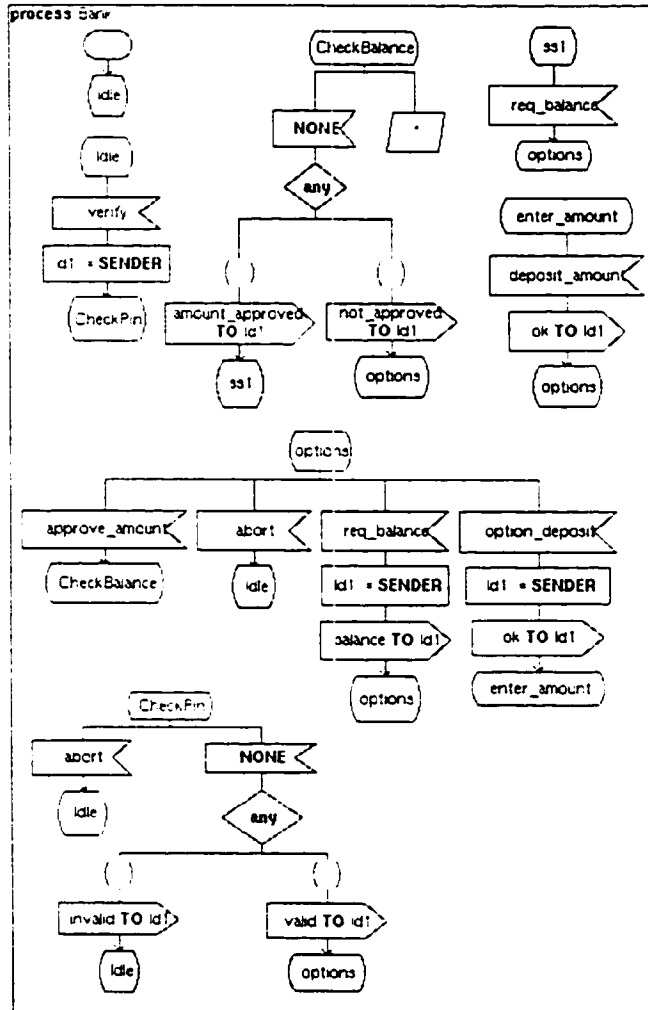 process Bank
idle
CheckBalance
ss1
NONE
*
req_balance
options
Idle
any
verify
id1 = SENDER
CheckPin
( )
( )
enter_amount
deposit_amount
amount_approved
TO Id1
not_approved
TO Id1
ok TO Id1
ss1
options
options
options
approve_amount
abort
req_balance
option_deposit
CheckBalance
Idle
Id1 = SENDER
Id1 = SENDER
balance TO Id1
ok TO Id1
options
enter_amount
CheckPin
abort
NONE
Idle
any
( )
( )
invalid TO Id1
valid TO Id1
Idle
options